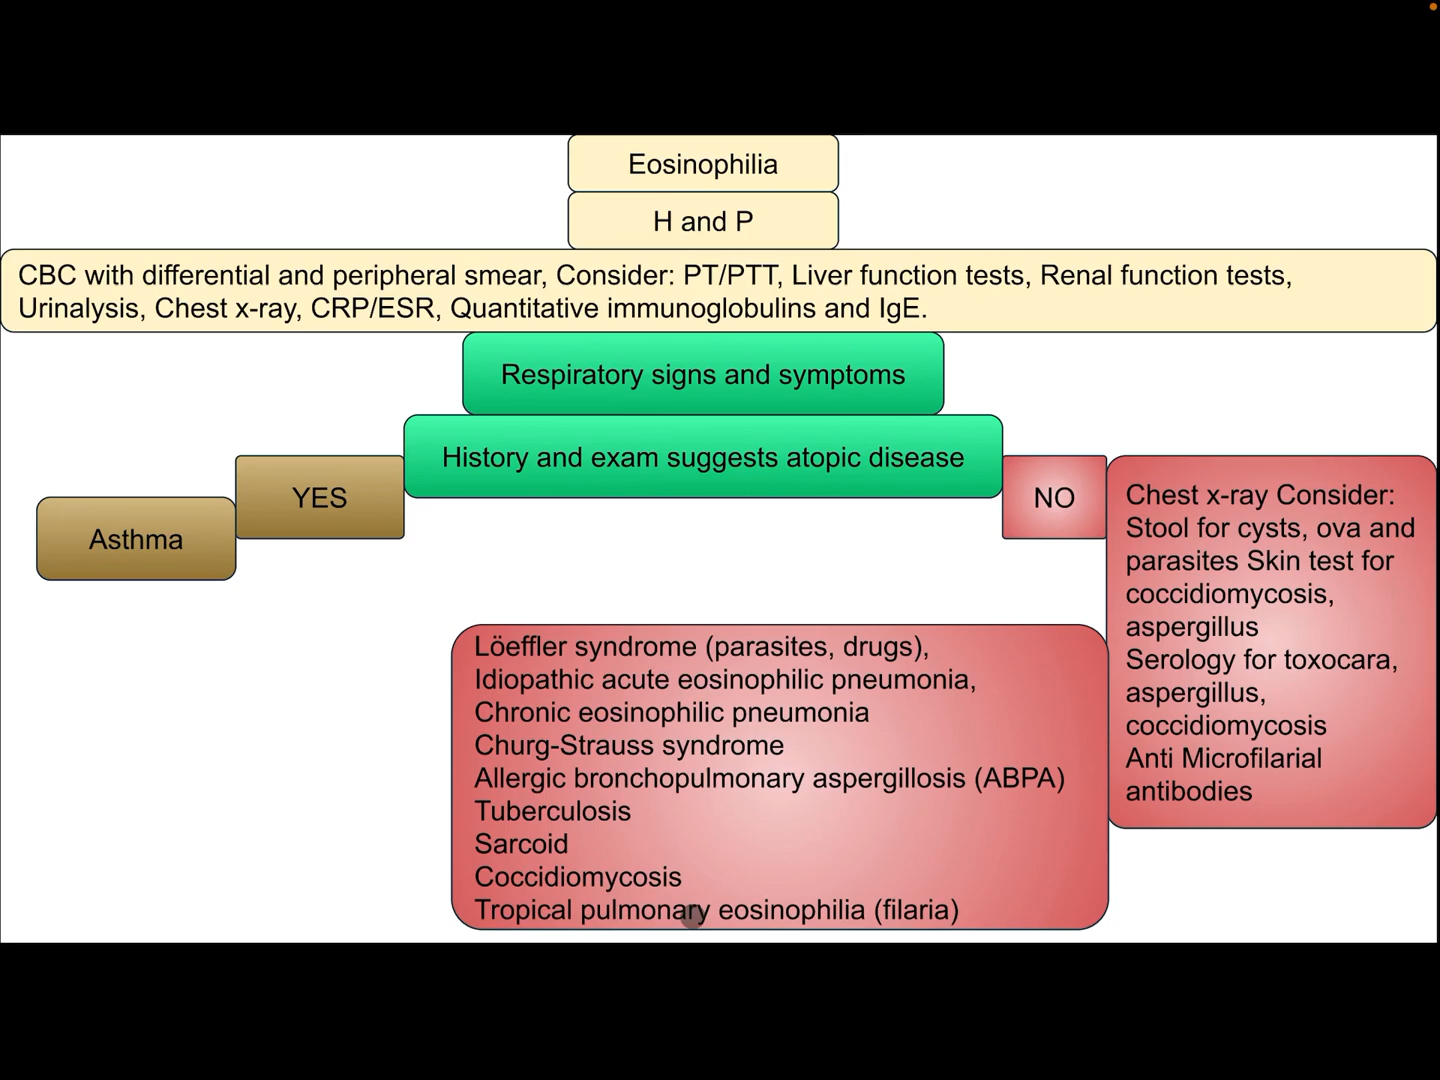 Eosinophilia
H and P
CBC with differential and peripheral smear, Consider: PT/PTT, Liver function tests, Renal function tests,
Urinalysis, Chest x-ray, CRP/ESR, Quantitative immunoglobulins and IgE.
Respiratory signs and symptoms
History and exam suggests atopic disease
YES
Asthma
NO
Chest x-ray Consider:
Stool for cysts, ova and
parasites Skin test for
coccidiomycosis,
aspergillus
Serology for toxocara,
aspergillus,
coccidiomycosis
Anti Microfilarial
antibodies
Löeffler syndrome (parasites, drugs),
Idiopathic acute eosinophilic pneumonia,
Chronic eosinophilic pneumonia
Churg-Strauss syndrome
Allergic bronchopulmonary aspergillosis (ABPA)
Tuberculosis
Sarcoid
Coccidiomycosis
Tropical pulmonary eosinophilia (filaria)